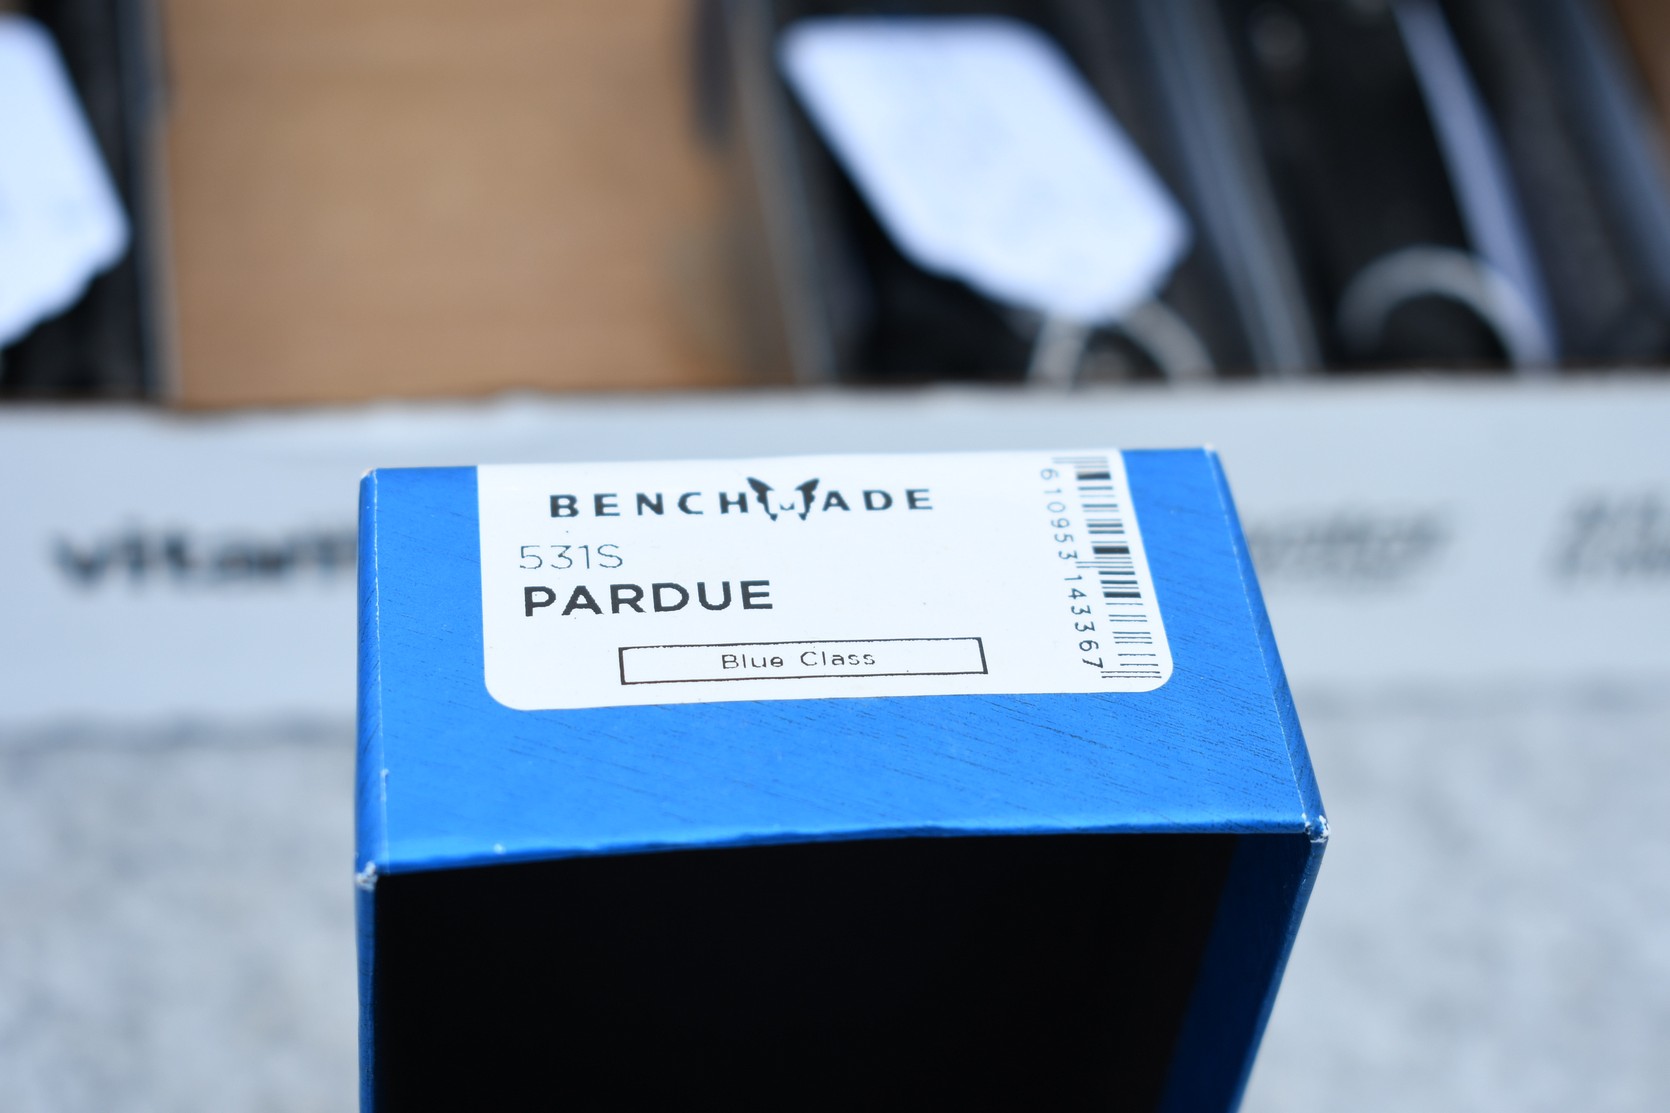 BENCHMADE
531S
PARDUE
Blue Class
610953143367